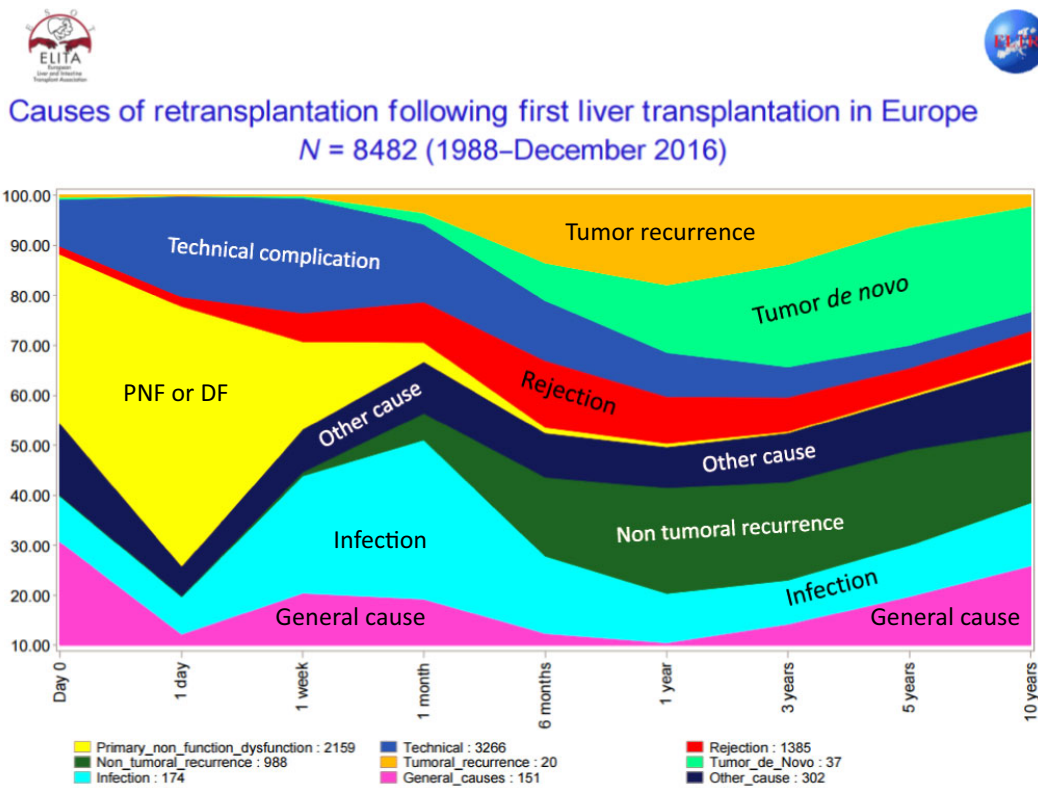 E S O T
ELITA
European
Liver and Intestine
Transplant Association
ELTR
Causes of retransplantation following first liver transplantation in Europe
N = 8482 (1988–December 2016)
100.00
90.00
80.00
70.00
60.00
50.00
40.00
30.00
20.00
10.00
Tumor recurrence
Technical complication
Tumor de novo
PNF or DF
Rejection
Other cause
Other cause
Non tumoral recurrence
Infection
Infection
General cause
General cause
Day 0
1 day
1 week
1 month
6 months
1 year
3 years
5 years
10 years
Primary_non_function_dysfunction : 2159
Technical : 3266
Rejection : 1385
Non_tumoral_recurrence : 988
Tumoral_recurrence : 20
Tumor_de_Novo : 37
Infection : 174
General_causes : 151
Other_cause : 302